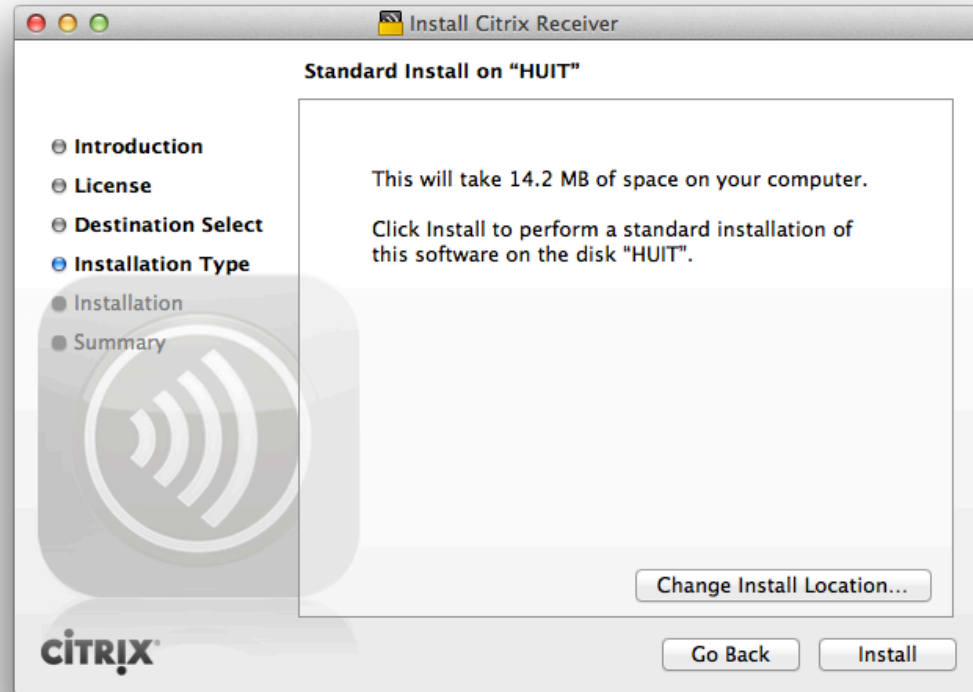 Install Citrix Receiver
Standard Install on “HUIT”
Introduction
License
Destination Select
Installation Type
Installation
Summary
This will take 14.2 MB of space on your computer.
Click Install to perform a standard installation of
this software on the disk “HUIT”.
Change Install Location...
CİTRIX®
Go Back
Install